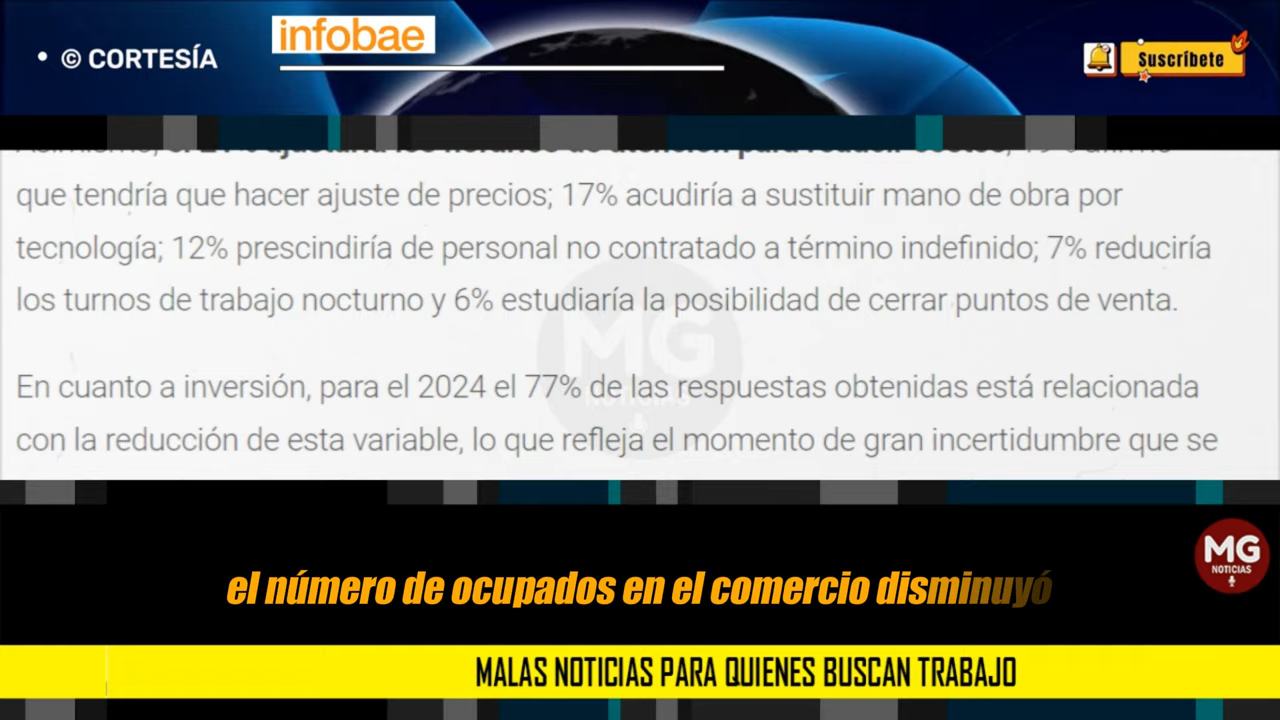 • © CORTESÍA
infobae
Suscríbete
que tendría que hacer ajuste de precios; 17% acudiría a sustituir mano de obra por
tecnología; 12% prescindiría de personal no contratado a término indefinido; 7% reduciría
los turnos de trabajo nocturno y 6% estudiaría la posibilidad de cerrar puntos de venta.
En cuanto a inversión, para el 2024 el 77% de las respuestas obtenidas está relacionada
con la reducción de esta variable, lo que refleja el momento de gran incertidumbre que se
MG
NOTICIAS
MG
NOTICIAS
el número de ocupados en el comercio disminuyó
MALAS NOTICIAS PARA QUIENES BUSCAN TRABAJO